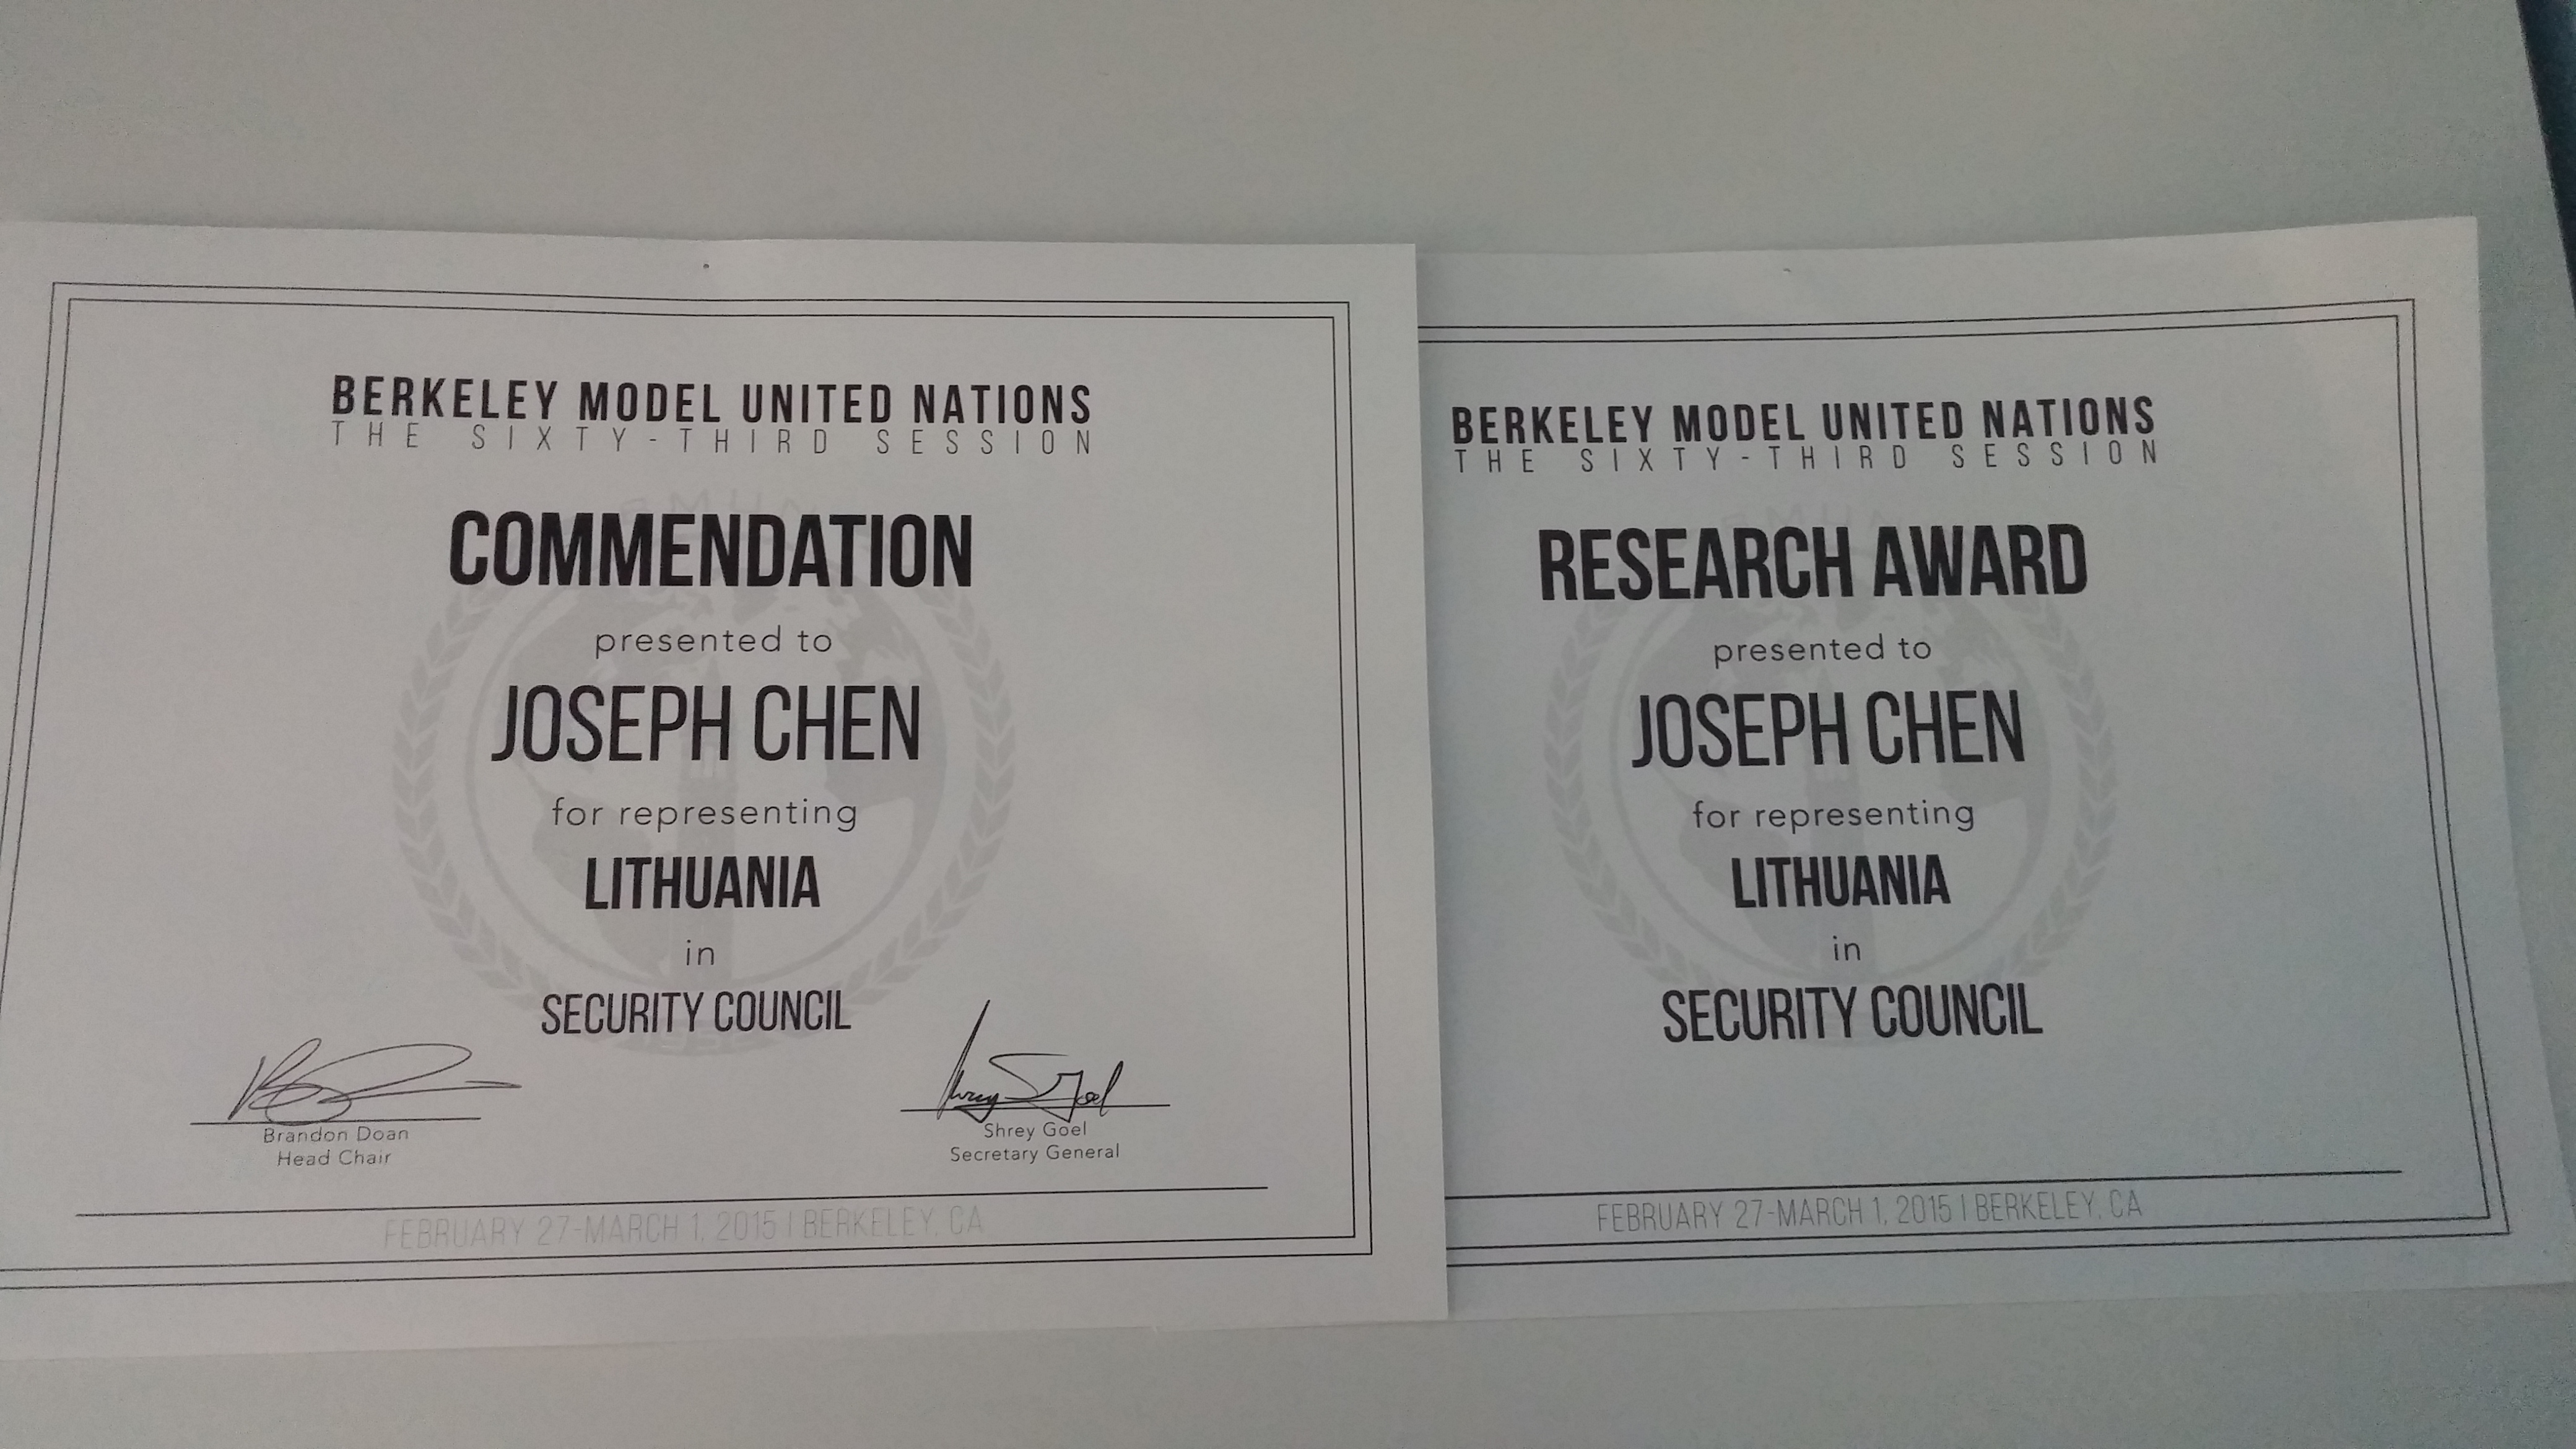 BERKELEY MODEL UNITED NATIONS
THE SIXTY-THIRD SESSION
COMMENDATION
presented to
JOSEPH CHEN
for representing
LITHUANIA
in
SECURITY COUNCIL
Brandon Doan
Head Chair
Shrey Goel
Shrey Goel
Secretary General
FEBRUARY 27-MARCH 1, 2015 | BERKELEY, CA
BERKELEY MODEL UNITED NATIONS
THE SIXTY-THIRD SESSION
RESEARCH AWARD
presented to
JOSEPH CHEN
for representing
LITHUANIA
in
SECURITY COUNCIL
FEBRUARY 27-MARCH 1, 2015 | BERKELEY, CA